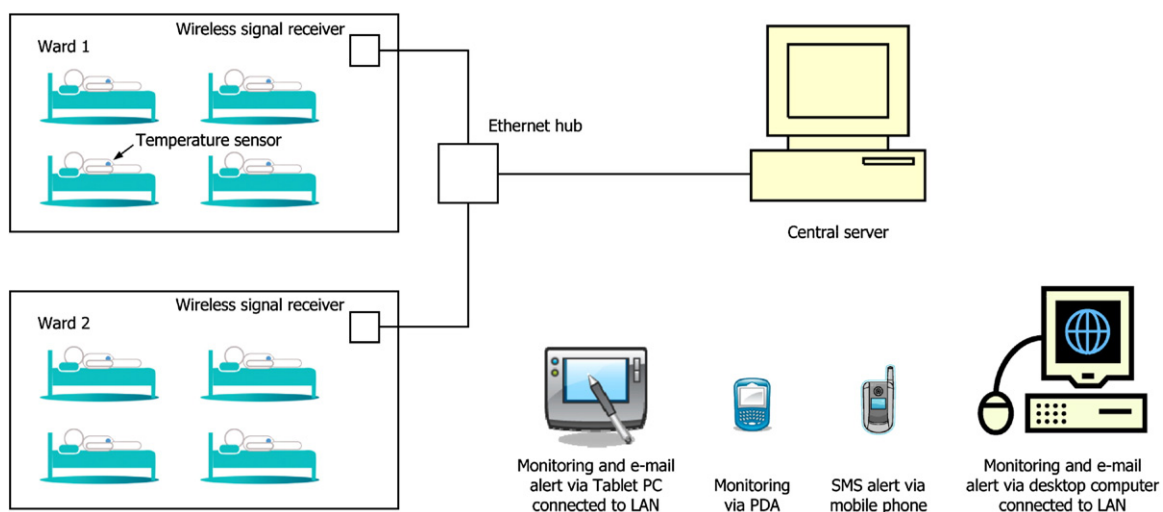 Wireless signal receiver
Ward 1
Temperature sensor
Ethernet hub
Central server
Wireless signal receiver
Ward 2
Monitoring and e-mail
alert via Tablet PC
connected to LAN
Monitoring
via PDA
SMS alert via
mobile phone
Monitoring and e-mail
alert via desktop computer
connected to LAN